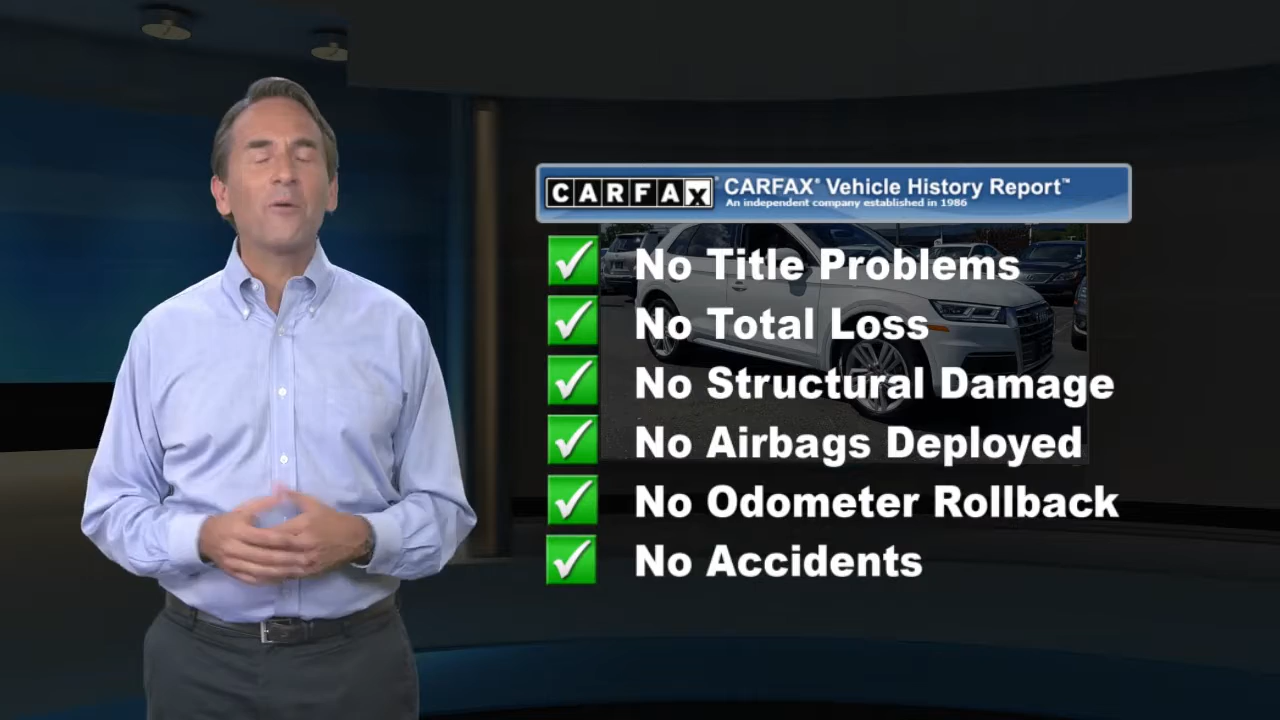 CARFAX® CARFAX® Vehicle History Report™
An independent company established in 1986
No Title Problems
No Total Loss
No Structural Damage
No Airbags Deployed
No Odometer Rollback
No Accidents